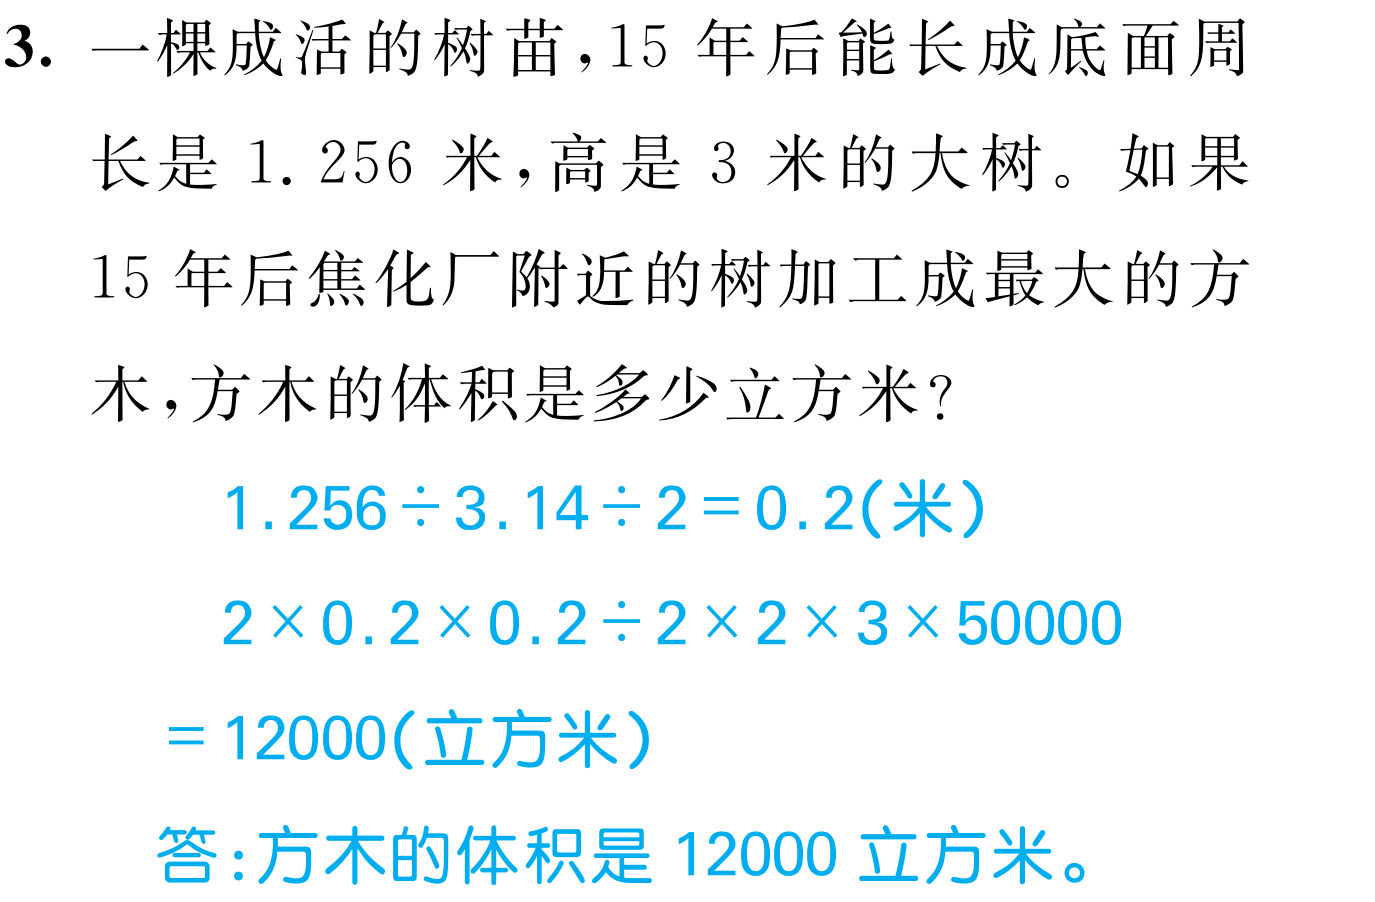 3. 一棵成活的树苗,15 年后能长成底面周
长是 1.256 米,高是 3 米的大树。如果
15 年后焦化厂附近的树加工成最大的方
木,方木的体积是多少立方米?
1.256÷3.14÷2=0.2(米)
2×0.2×0.2÷2×2×3×50000
=12000(立方米)
答:方木的体积是 12000 立方米。